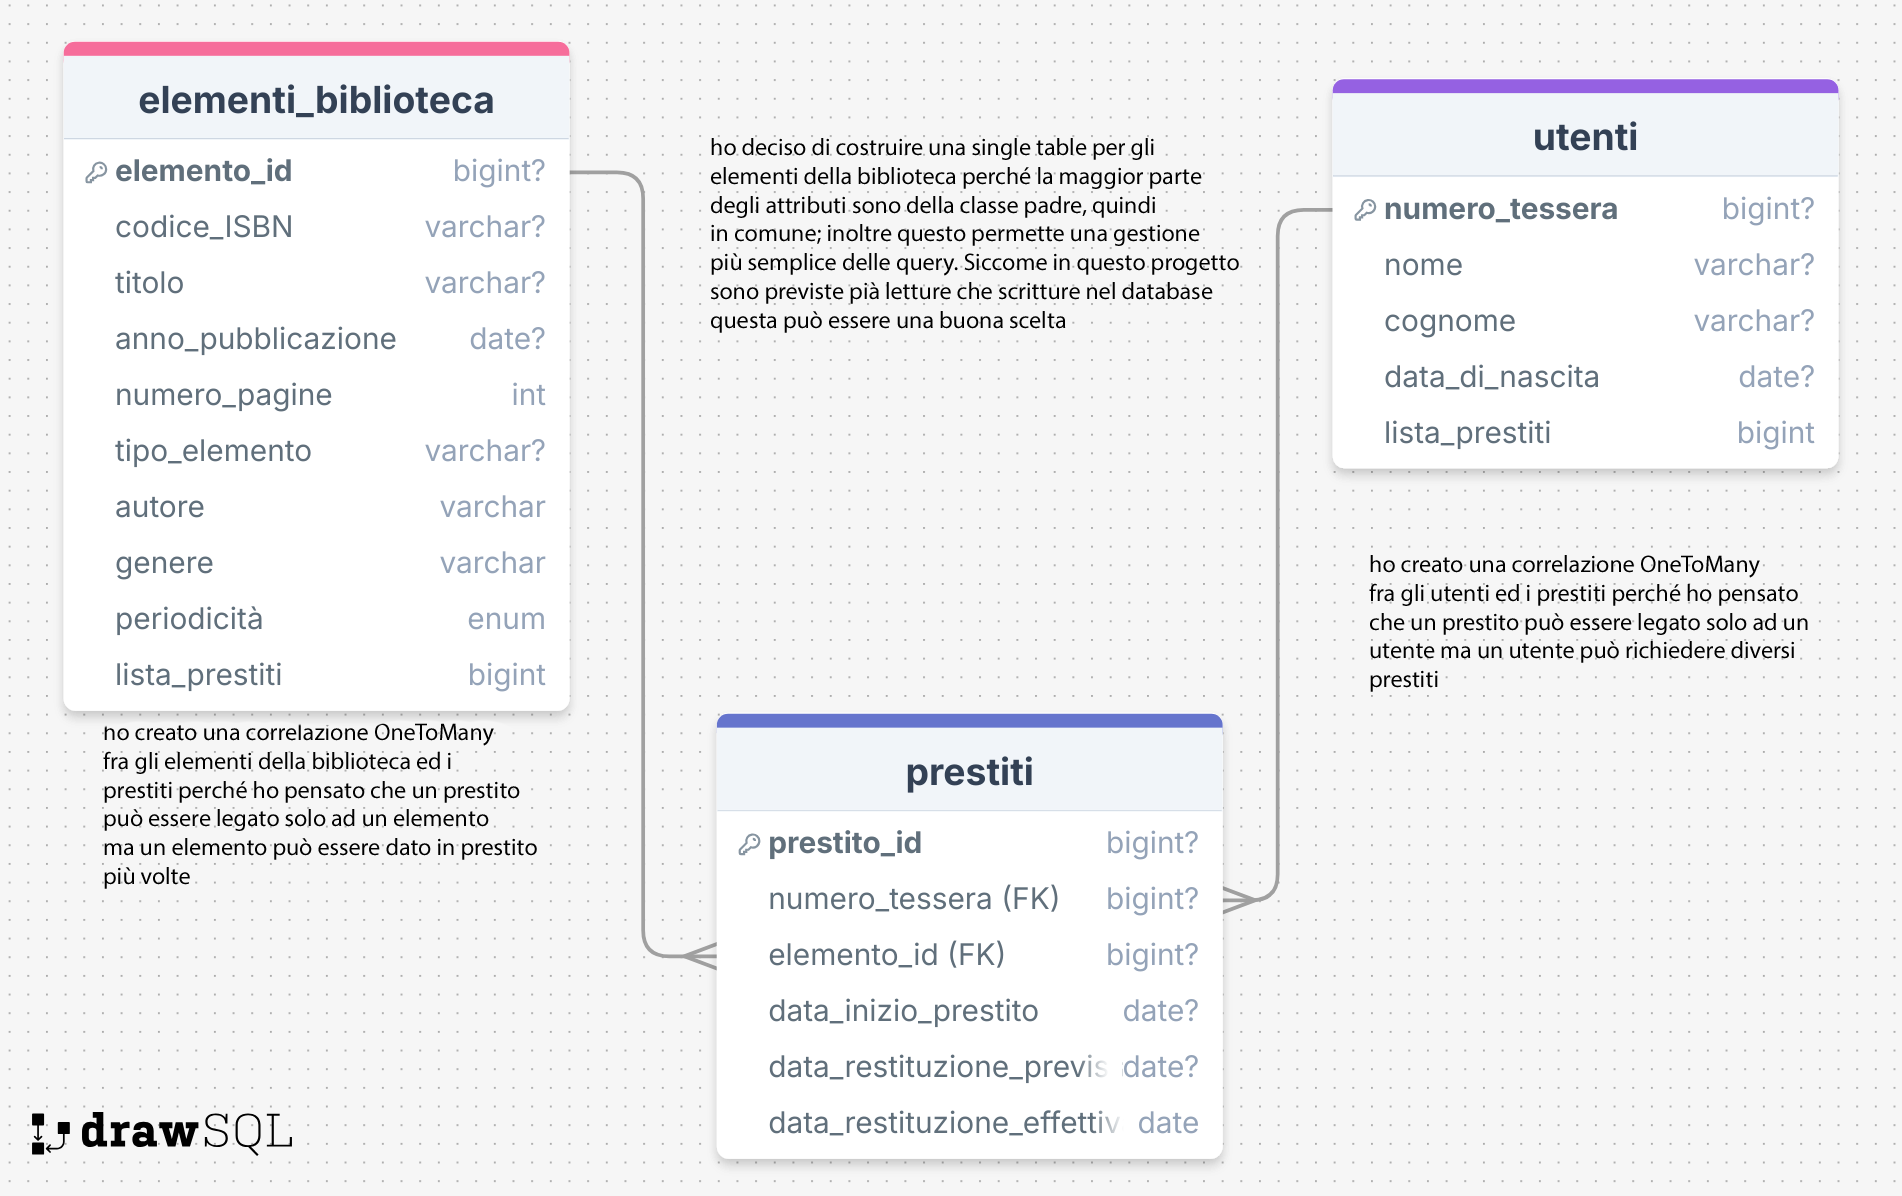 elementi_biblioteca
elemento_id bigint?
codice_ISBN varchar?
titolo varchar?
anno_pubblicazione date?
numero_pagine int
tipo_elemento varchar?
autore varchar
genere varchar
periodicità enum
lista_prestiti bigint
ho creato una correlazione OneToMany
fra gli elementi della biblioteca ed i
prestiti perché ho pensato che un prestito
può essere legato solo ad un elemento
ma un elemento può essere dato in prestito
più volte
ho deciso di costruire una single table per gli
elementi della biblioteca perché la maggior parte
degli attributi sono della classe padre, quindi
in comune; inoltre questo permette una gestione
più semplice delle query. Siccome in questo progetto
sono previste pià letture che scritture nel database
questa può essere una buona scelta
utenti
numero_tessera bigint?
nome varchar?
cognome varchar?
data_di_nascita date?
lista_prestiti bigint
ho creato una correlazione OneToMany
fra gli utenti ed i prestiti perché ho pensato
che un prestito può essere legato solo ad un
utente ma un utente può richiedere diversi
prestiti
prestiti
prestito_id bigint?
numero_tessera (FK) bigint?
elemento_id (FK) bigint?
data_inizio_prestito date?
data_restituzione_previs date?
data_restituzione_effettiv date
drawSQL